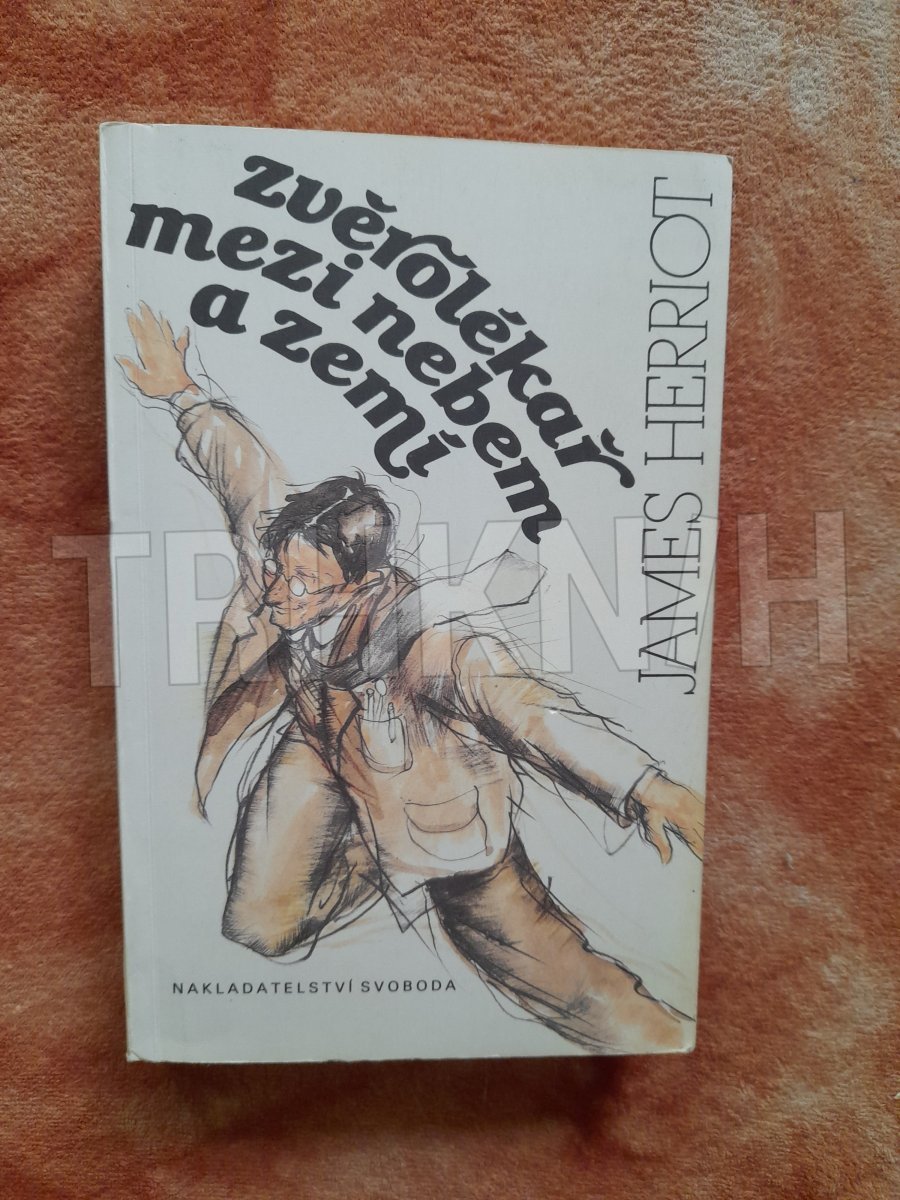 zvěrolékař
mezi nebem
a zemí
JAMES HERRIOT
NAKLADATELSTVÍ SVOBODA